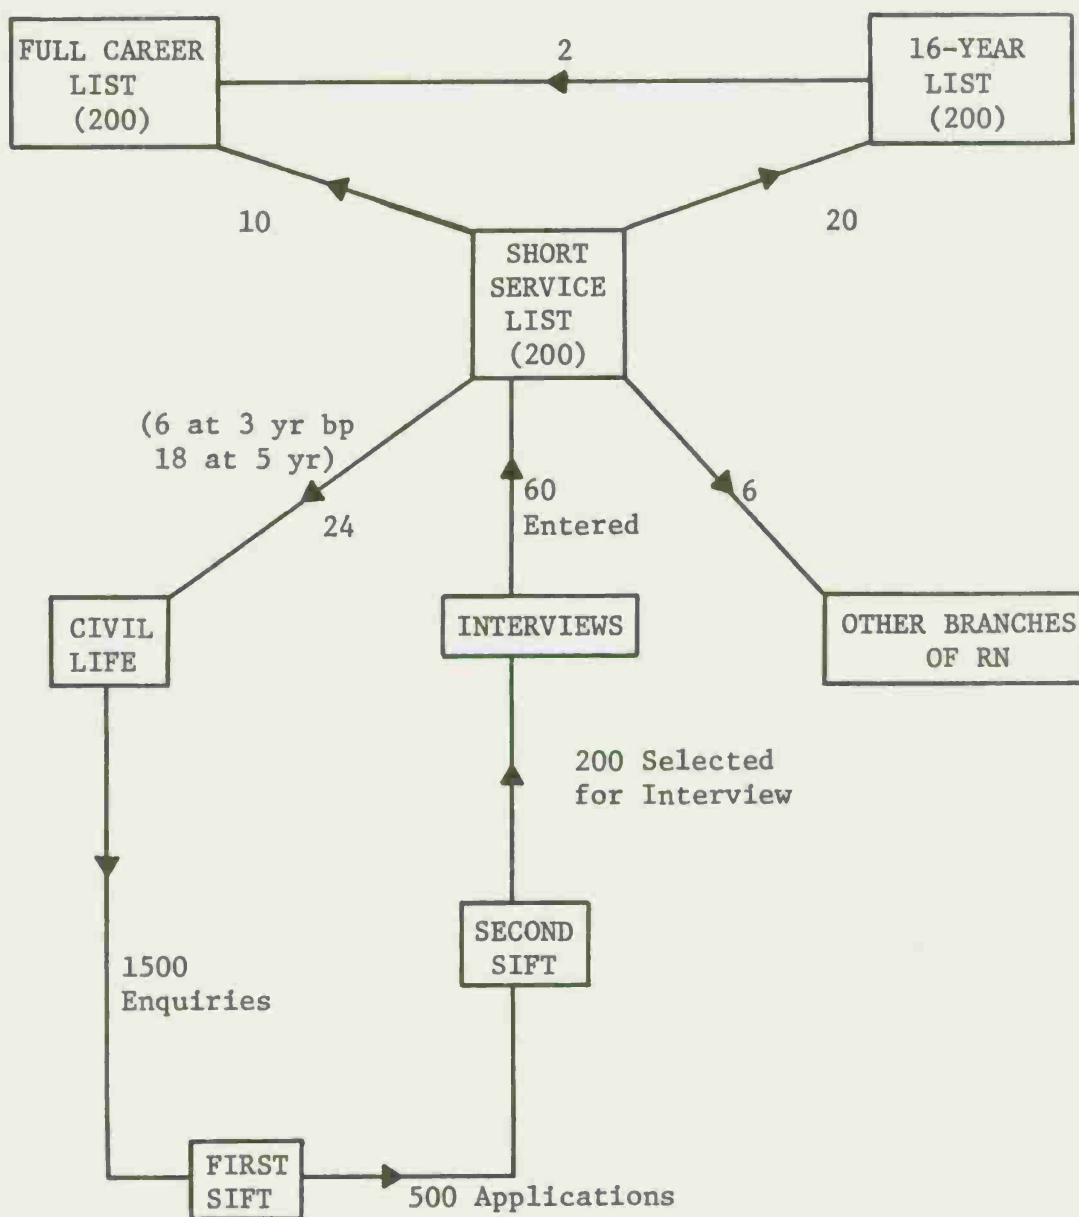 FULL CAREER
LIST
(200)
2
16-YEAR
LIST
(200)
10
20
SHORT
SERVICE
LIST
(200)
(6 at 3 yr bp
18 at 5 yr)
24
60
Entered
6
CIVIL
LIFE
INTERVIEWS
OTHER BRANCHES
OF RN
200 Selected
for Interview
SECOND
SIFT
1500
Enquiries
FIRST
SIFT
500 Applications